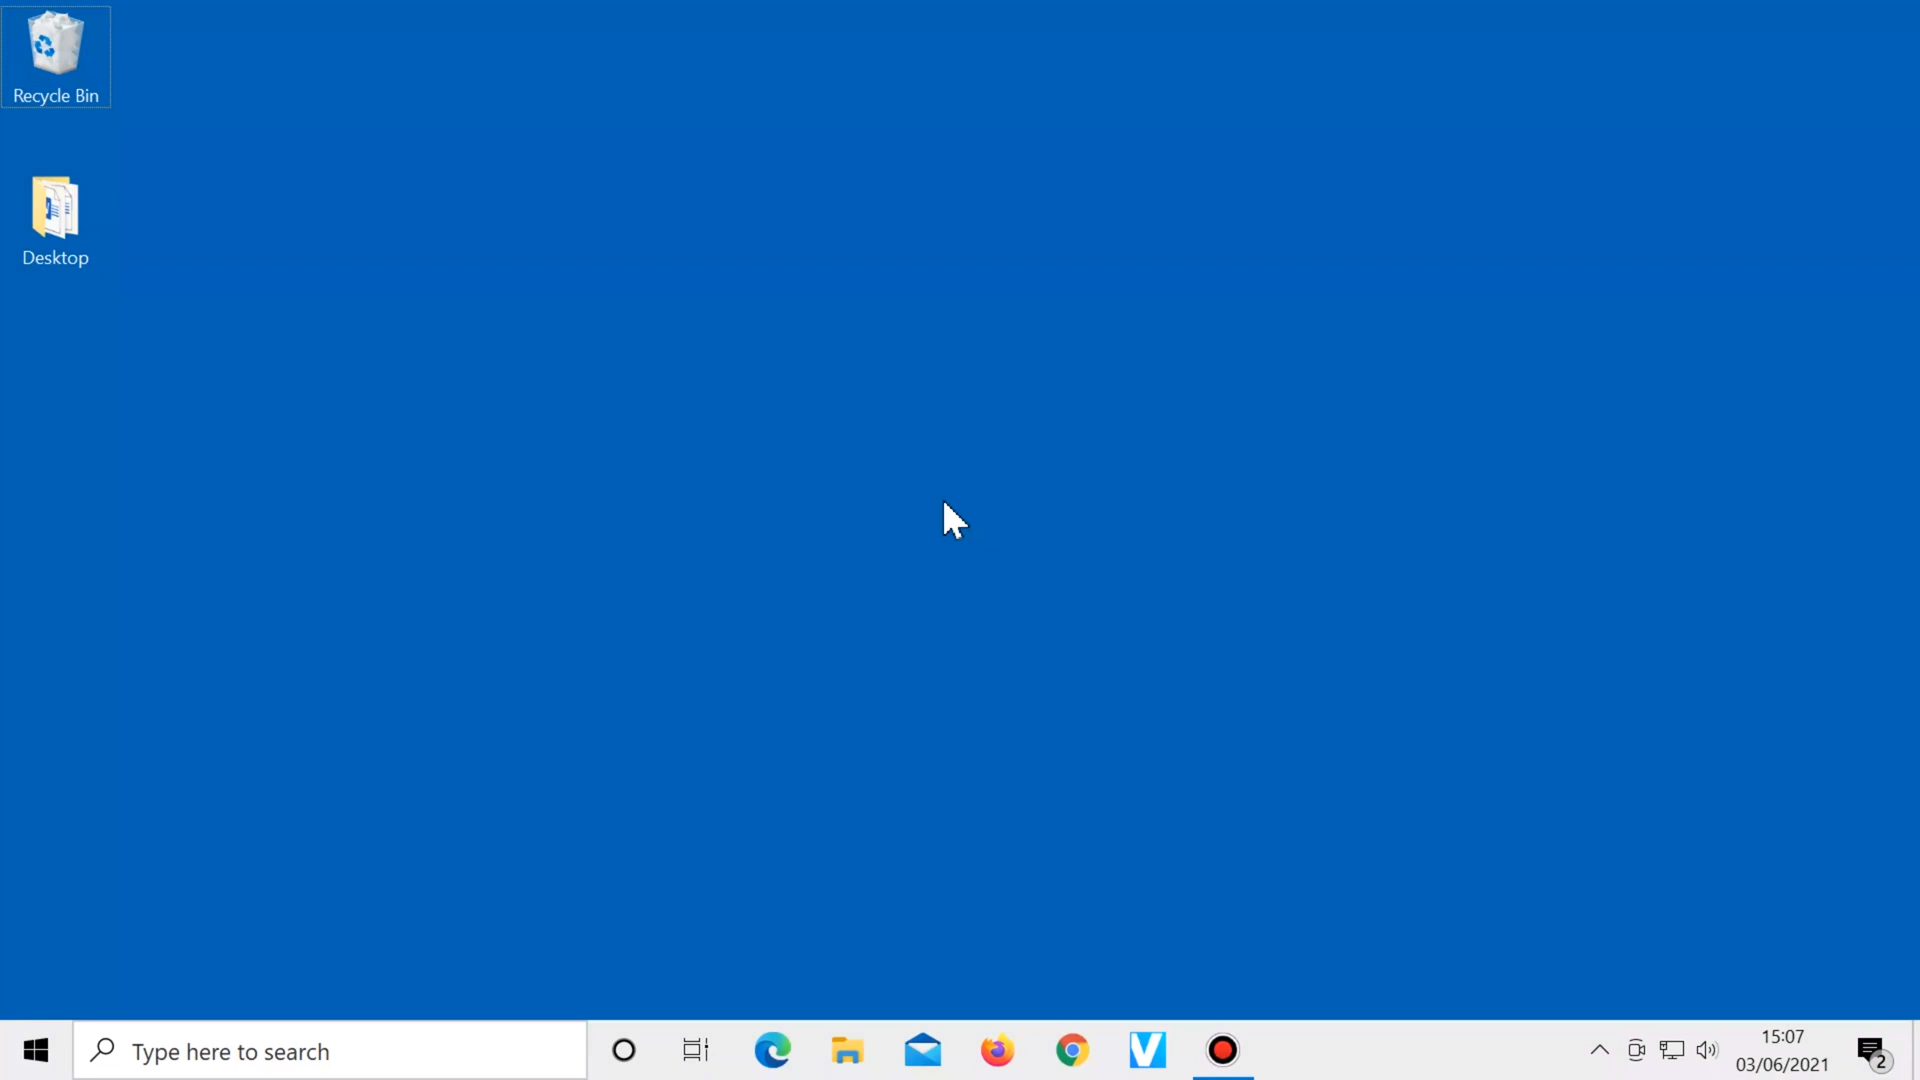 Recycle Bin
Desktop
Type here to search
V
15:07
03/06/2021
2